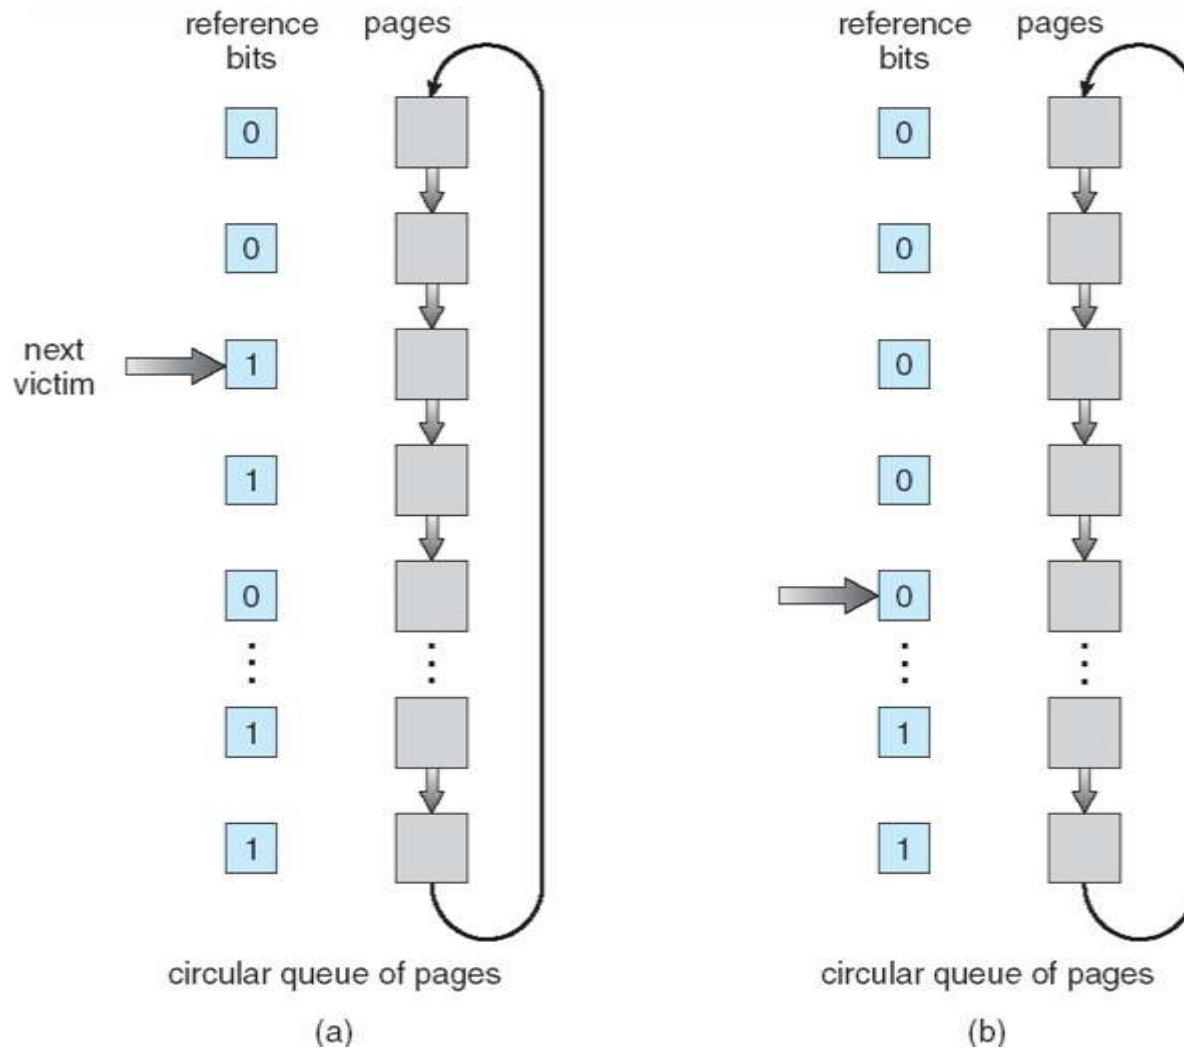 reference
bits
pages
0
0
next
victim
1
1
0
1
1
circular queue of pages
(a)
reference
bits
pages
0
0
0
0
0
1
1
circular queue of pages
(b)